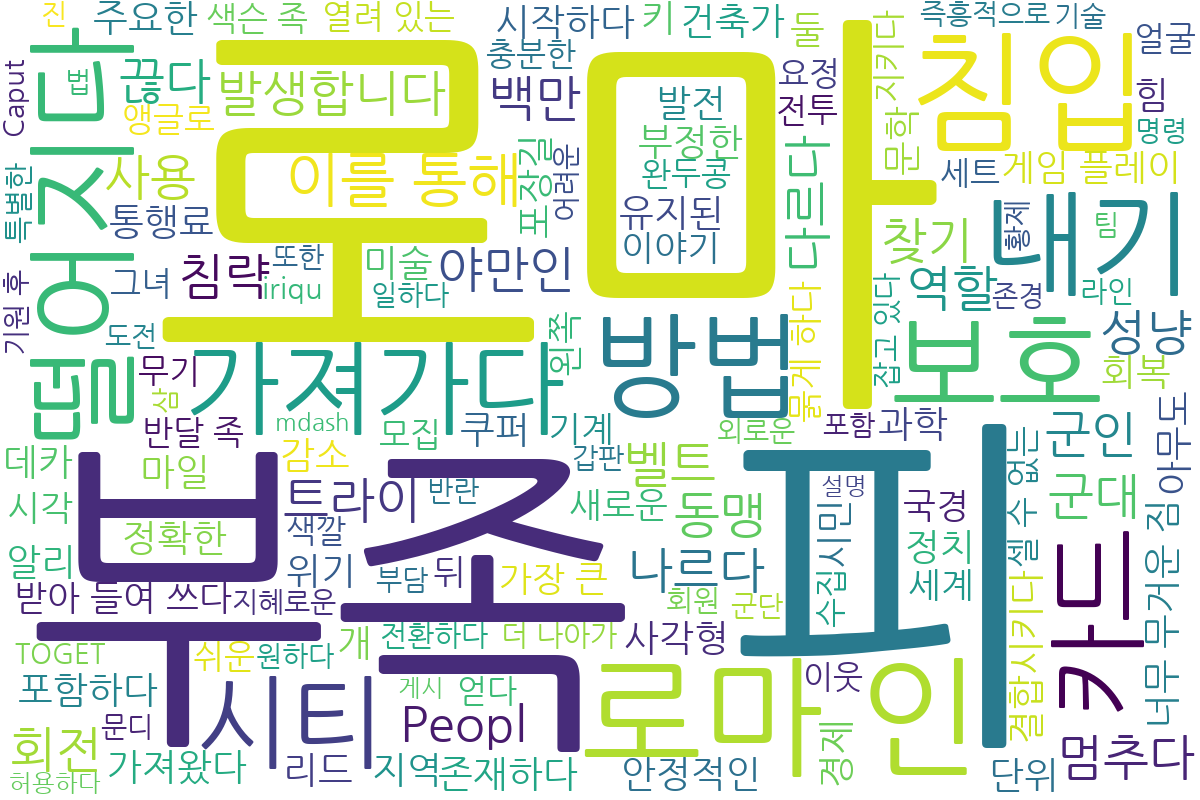 로마
부족
피
로마인
방법
침입
떨어지다
가져가다
보호
내기
카드
시티
Peopl
진
주요한
색슨 족
열려 있는
시작하다
키
건축가
둘
즉흥적으로
기술
얼굴
Caput
법
끊다
발생합니다
충분한
백만
발전
요정
전투
지키다
힘
명령
앵글로
사용
이를 통해
포장길
어려운
부정한
완두콩
다르다
문학
세트
게임 플레이
특별한
통행료
유지된
이야기
찾기
황제
팀
그녀
침략
또한
iriqu
미술
야만인
일하다
역할
존경
라인
기원 후
도전
무기
삼
왼쪽
묽게 하다
잡고 있다
성냥
회복
반달 족
mdash
모집
쿠퍼
기계
외로운
포함
과학
군인
아무도
데카
마일
감소
갑판
벨트
시각
정확한
트라이
반란
새로운
동맹
설명
국경
셀 수 없는
군대
너무 무거운 짐
색깔
알리
위기
부담
뒤
가장 큰
나르다
수집
시민
정치
세계
받아 들여 쓰다
지혜로운
회원
군단
결합시키다
TOGET
쉬운
원하다
개
전환하다
더 나아가
사각형
이웃
포함하다
게시
얻다
문디
회전
가져왔다
리드
지역
존재하다
안정적인
경제
단위
멈추다
허용하다